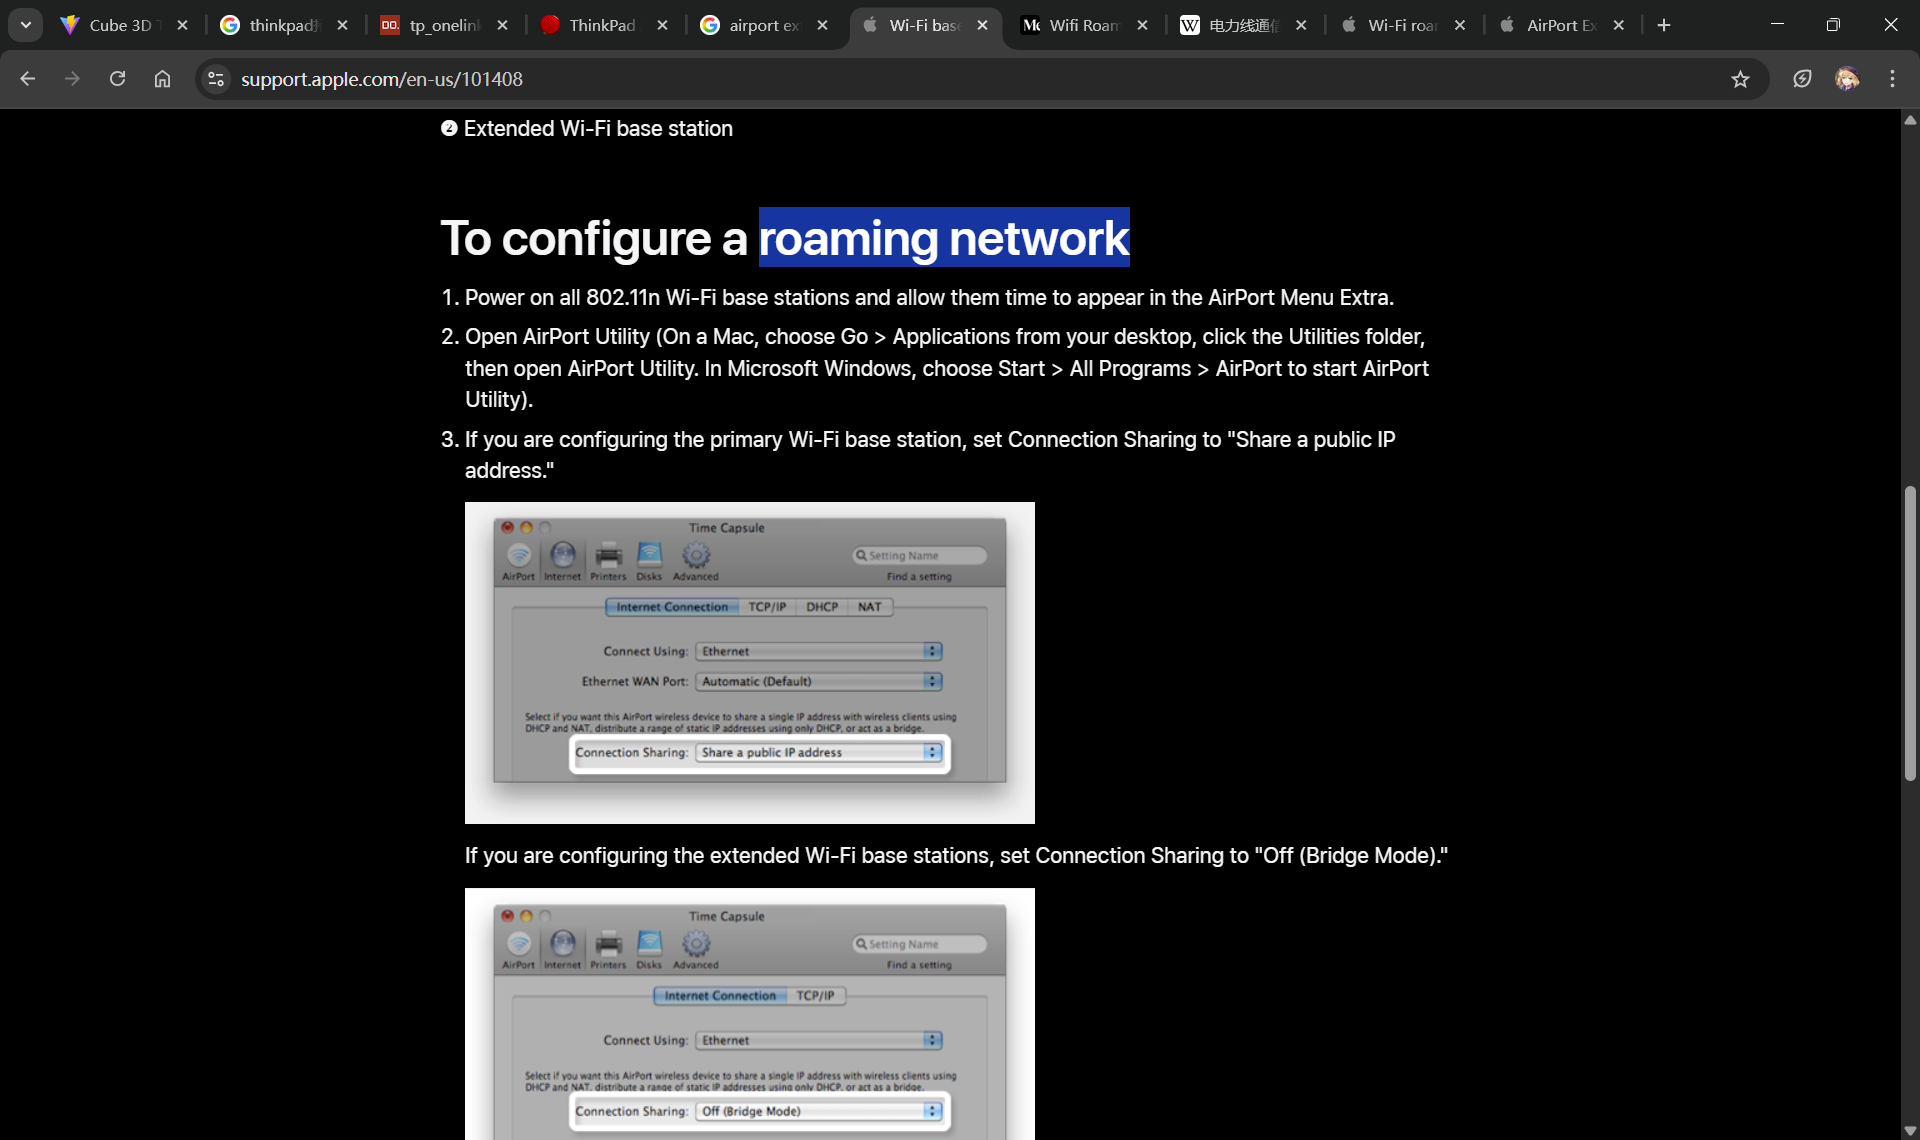 Cube 3D T
thinkpad
tp_onelin
ThinkPad
airport ex
Wi-Fi base
Wifi Roam
电力线通信
Wi-Fi roa
AirPort Ex
support.apple.com/en-us/101408
❷ Extended Wi-Fi base station
To configure a roaming network
1. Power on all 802.11n Wi-Fi base stations and allow them time to appear in the AirPort Menu Extra.
2. Open AirPort Utility (On a Mac, choose Go > Applications from your desktop, click the Utilities folder,
then open AirPort Utility. In Microsoft Windows, choose Start > All Programs > AirPort to start AirPort
Utility).
3. If you are configuring the primary Wi-Fi base station, set Connection Sharing to "Share a public IP
address."
Time Capsule
Setting Name
AirPort Internet Printers Disks Advanced
Find a setting
Internet Connection TCP/IP DHCP NAT
Connect Using: Ethernet
Ethernet WAN Port: Automatic (Default)
Select if you want this AirPort wireless device to share a single IP address with wireless clients using
DHCP and NAT, distribute a range of static IP addresses using only DHCP, or act as a bridge.
Connection Sharing: Share a public IP address
If you are configuring the extended Wi-Fi base stations, set Connection Sharing to "Off (Bridge Mode)."
Time Capsule
Setting Name
AirPort Internet Printers Disks Advanced
Find a setting
Internet Connection TCP/IP
Connect Using: Ethernet
Select if you want this AirPort wireless device to share a single IP address with wireless clients using
DHCP and NAT, distribute a range of static IP addresses using only DHCP, or act as a bridge.
Connection Sharing: Off (Bridge Mode)